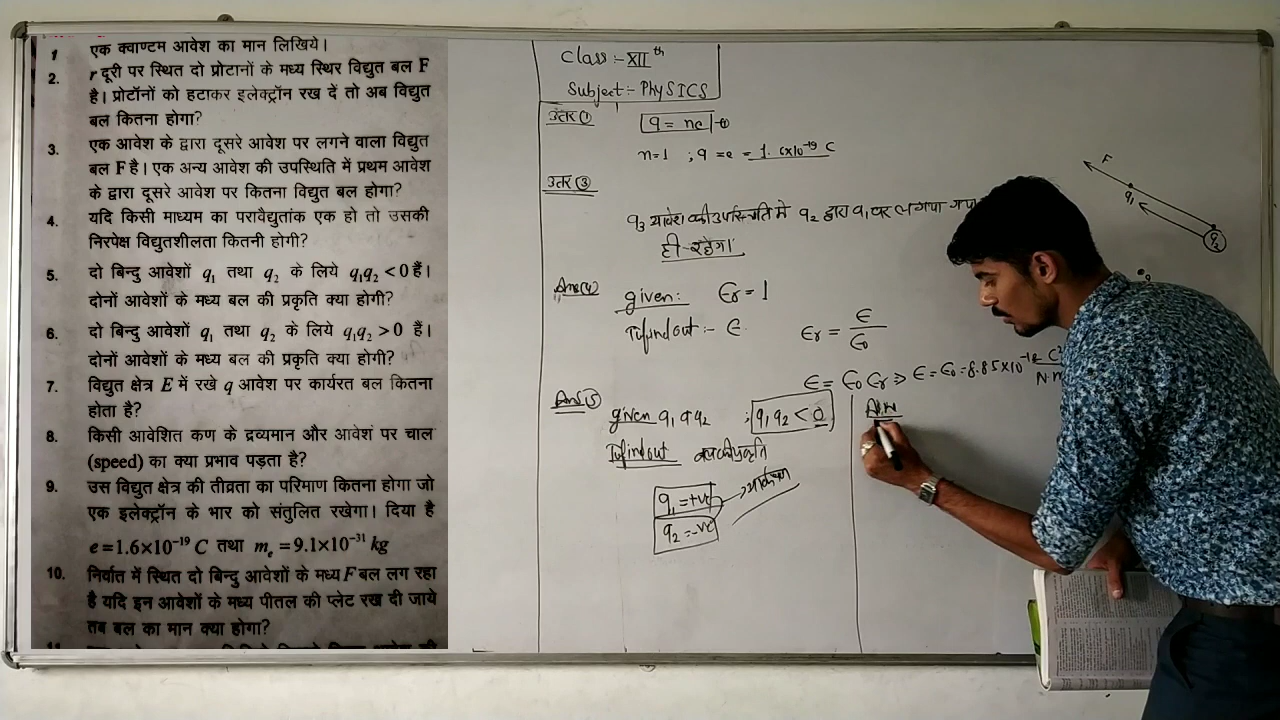 1 एक क्वाण्टम आवेश का मान लिखिये।
2. r दूरी पर स्थित दो प्रोटानों के मध्य स्थिर विद्युत बल F
है। प्रोटॉनों को हटाकर इलेक्ट्रॉन रख दें तो अब विद्युत
बल कितना होगा?
3. एक आवेश के द्वारा दूसरे आवेश पर लगने वाला विद्युत
बल F है। एक अन्य आवेश की उपस्थिति में प्रथम आवेश
के द्वारा दूसरे आवेश पर कितना विद्युत बल होगा?
4. यदि किसी माध्यम का परावैद्युतांक एक हो तो उसकी
निरपेक्ष विद्युतशीलता कितनी होगी?
5. दो बिन्दु आवेशों q₁ तथा q₂ के लिये q₁q₂ < 0 हैं।
दोनों आवेशों के मध्य बल की प्रकृति क्या होगी?
6. दो बिन्दु आवेशों q₁ तथा q₂ के लिये q₁q₂ > 0 हैं।
दोनों आवेशों के मध्य बल की प्रकृति क्या होगी?
7. विद्युत क्षेत्र E में रखे q आवेश पर कार्यरत बल कितना
होता है?
8. किसी आवेशित कण के द्रव्यमान और आवेश पर चाल
(speed) का क्या प्रभाव पड़ता है?
9. उस विद्युत क्षेत्र की तीव्रता का परिमाण कितना होगा जो
एक इलेक्ट्रॉन के भार को संतुलित रखेगा। दिया है
e=1.6×10⁻¹⁹ C तथा mₑ =9.1×10⁻³¹ kg
10. निर्वात में स्थित दो बिन्दु आवेशों के मध्य F बल लग रहा
है यदि इन आवेशों के मध्य पीतल की प्लेट रख दी जाये
तब बल का मान क्या होगा?
Class :- XIIth
Subject:- PHYSICS
उत्तर ①
q = ne
n=1 ; q = e = 1.6×10⁻¹⁹ C
उत्तर ③
q₃ आवेश की उपस्थिति में q₂ द्वारा q₁ पर लगाया गया
ही रहेगा।
F
q₁
q₂
q
Ans ④
given: ϵr = 1
To find out :- ϵ
ϵr = ϵ/ϵ₀
ϵ = ϵ₀ ϵr ⇒ ϵ = ϵ₀ = 8.85×10⁻¹² C²/N.m
Ans ⑤
given q₁ व q₂ ; q₁ q₂ < 0
To find out बल की प्रकृति
q₁ = +ve
q₂ = -ve
आकर्षण